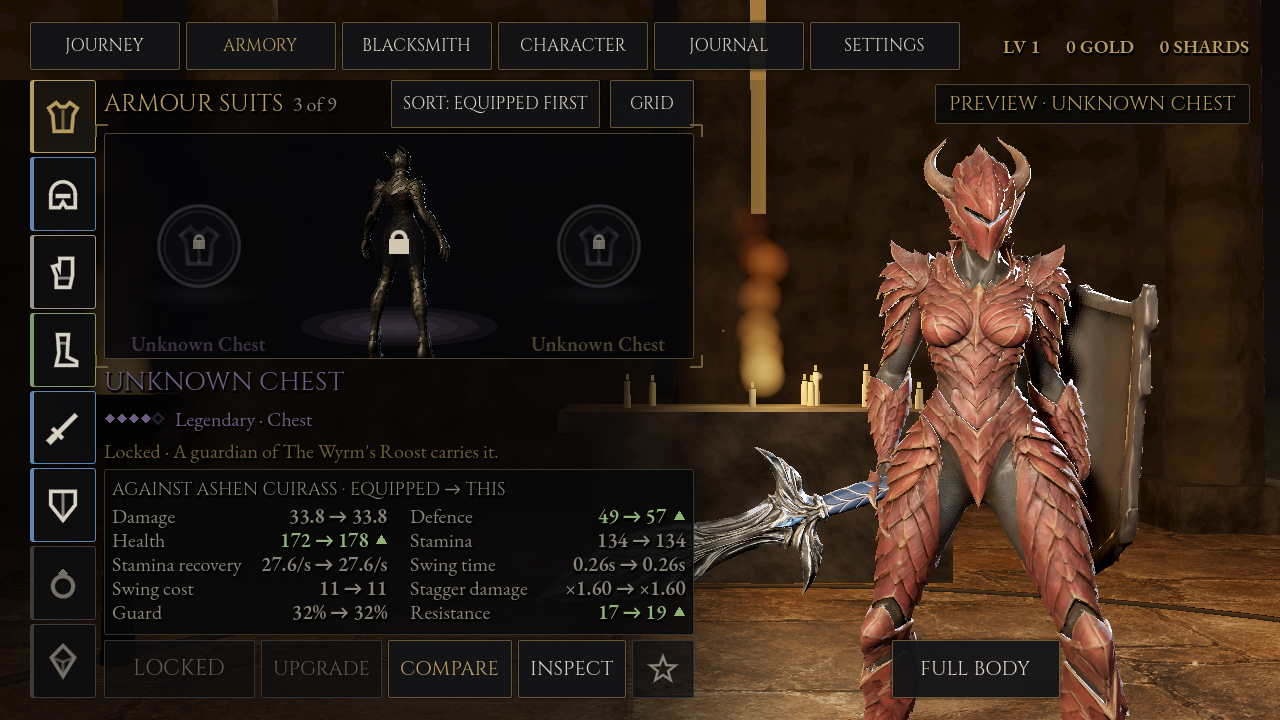 JOURNEY
ARMORY
BLACKSMITH
CHARACTER
JOURNAL
SETTINGS
LV 1
0 GOLD
0 SHARDS
ARMOUR SUITS 3 of 9
SORT: EQUIPPED FIRST
GRID
PREVIEW · UNKNOWN CHEST
Unknown Chest
Unknown Chest
UNKNOWN CHEST
Legendary · Chest
Locked · A guardian of The Wyrm's Roost carries it.
AGAINST ASHEN CUIRASS · EQUIPPED → THIS
Damage 33.8 → 33.8
Defence 49 → 57 ▲
Health 172 → 178 ▲
Stamina 134 → 134
Stamina recovery 27.6/s → 27.6/s
Swing time 0.26s → 0.26s
Swing cost 11 → 11
Stagger damage ×1.60 → ×1.60
Guard 32% → 32%
Resistance 17 → 19 ▲
LOCKED
UPGRADE
COMPARE
INSPECT
FULL BODY